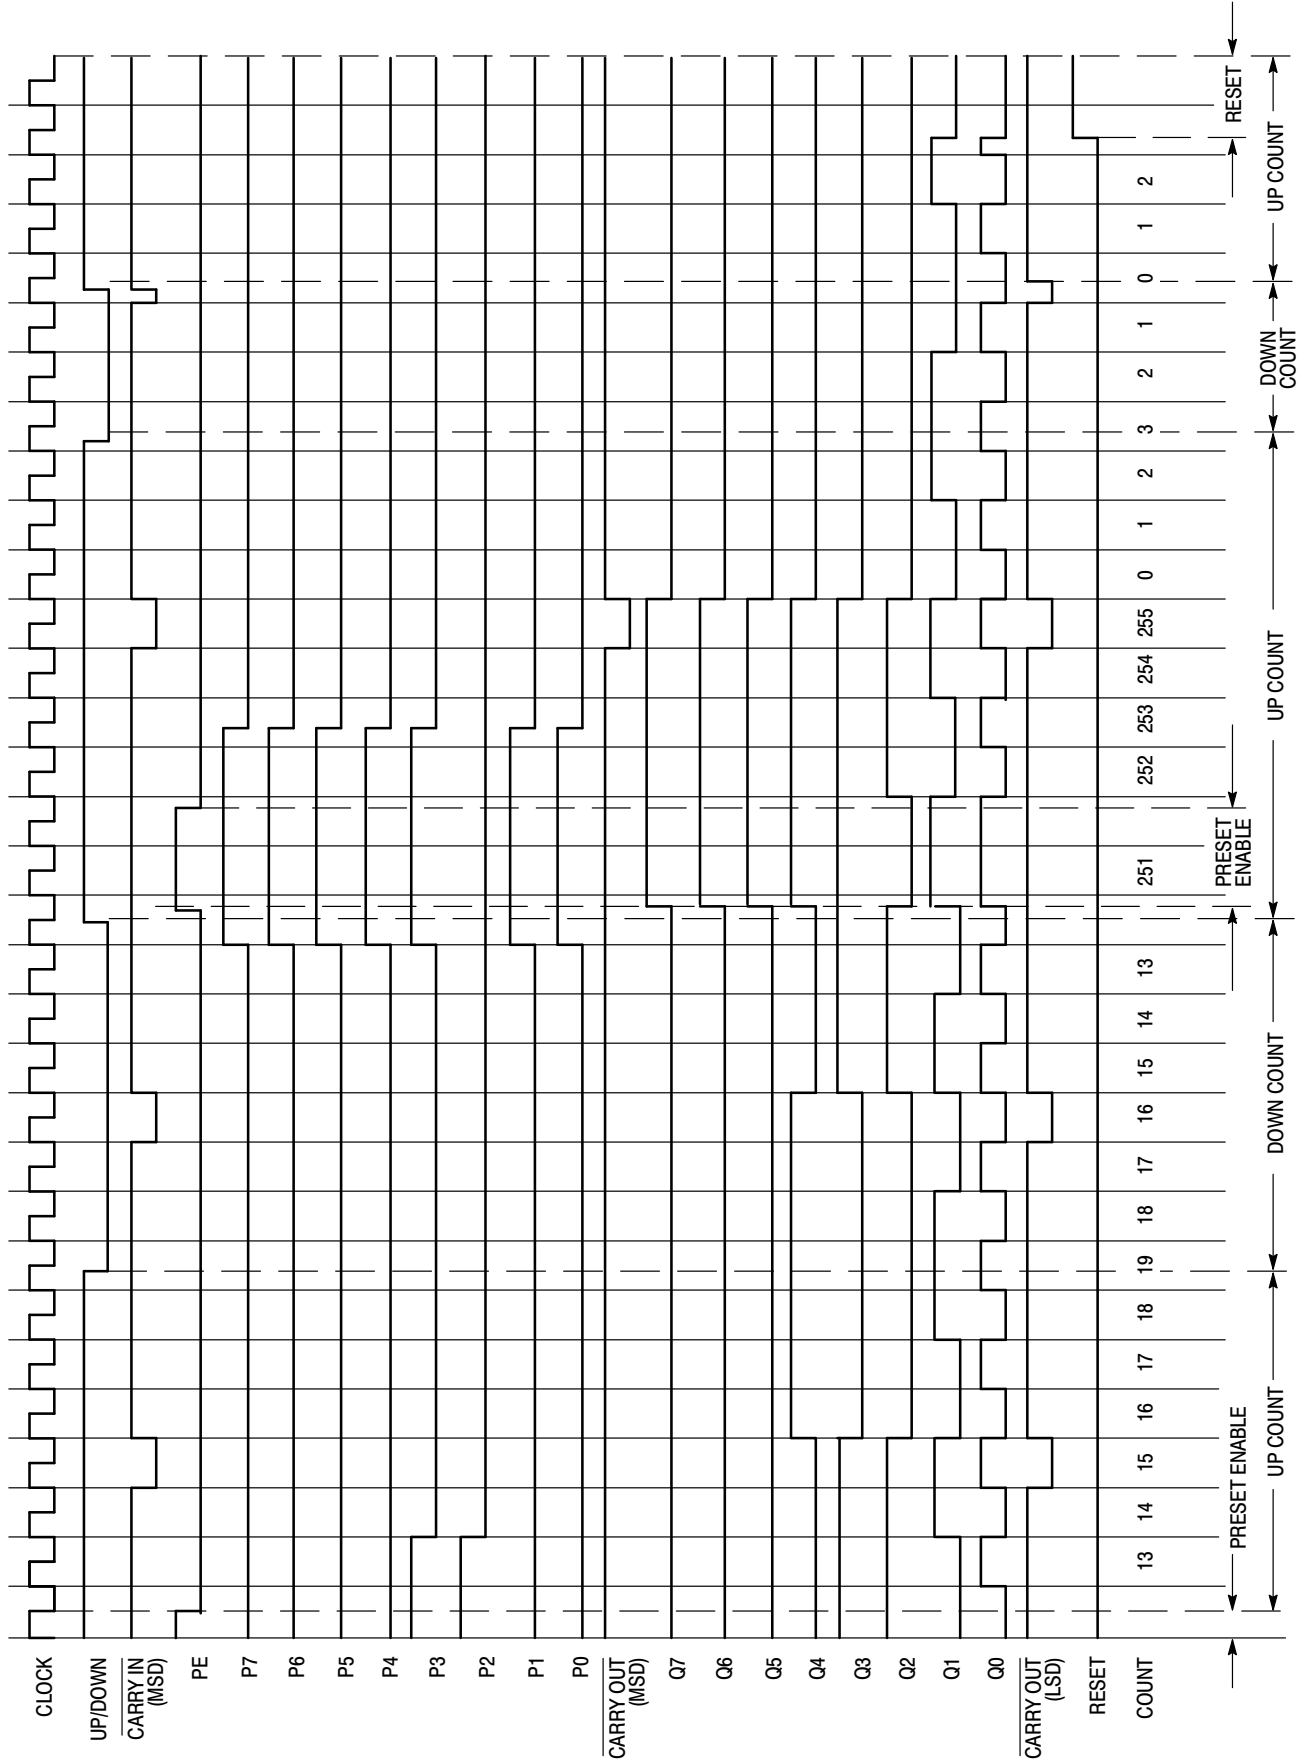 CLOCK
UP/DOWN
CARRY IN
(MSD)
PE
P7
P6
P5
P4
P3
P2
P1
P0
CARRY OUT
(MSD)
Q7
Q6
Q5
Q4
Q3
Q2
Q1
Q0
CARRY OUT
(LSD)
RESET
COUNT
13 14 15 16 17 18 19 18 17 16 15 14 13 251 252 253 254 255 0 1 2 3 2 1 0 1 2
PRESET ENABLE
PRESET
ENABLE
RESET
UP COUNT
DOWN COUNT
UP COUNT
DOWN
COUNT
UP COUNT